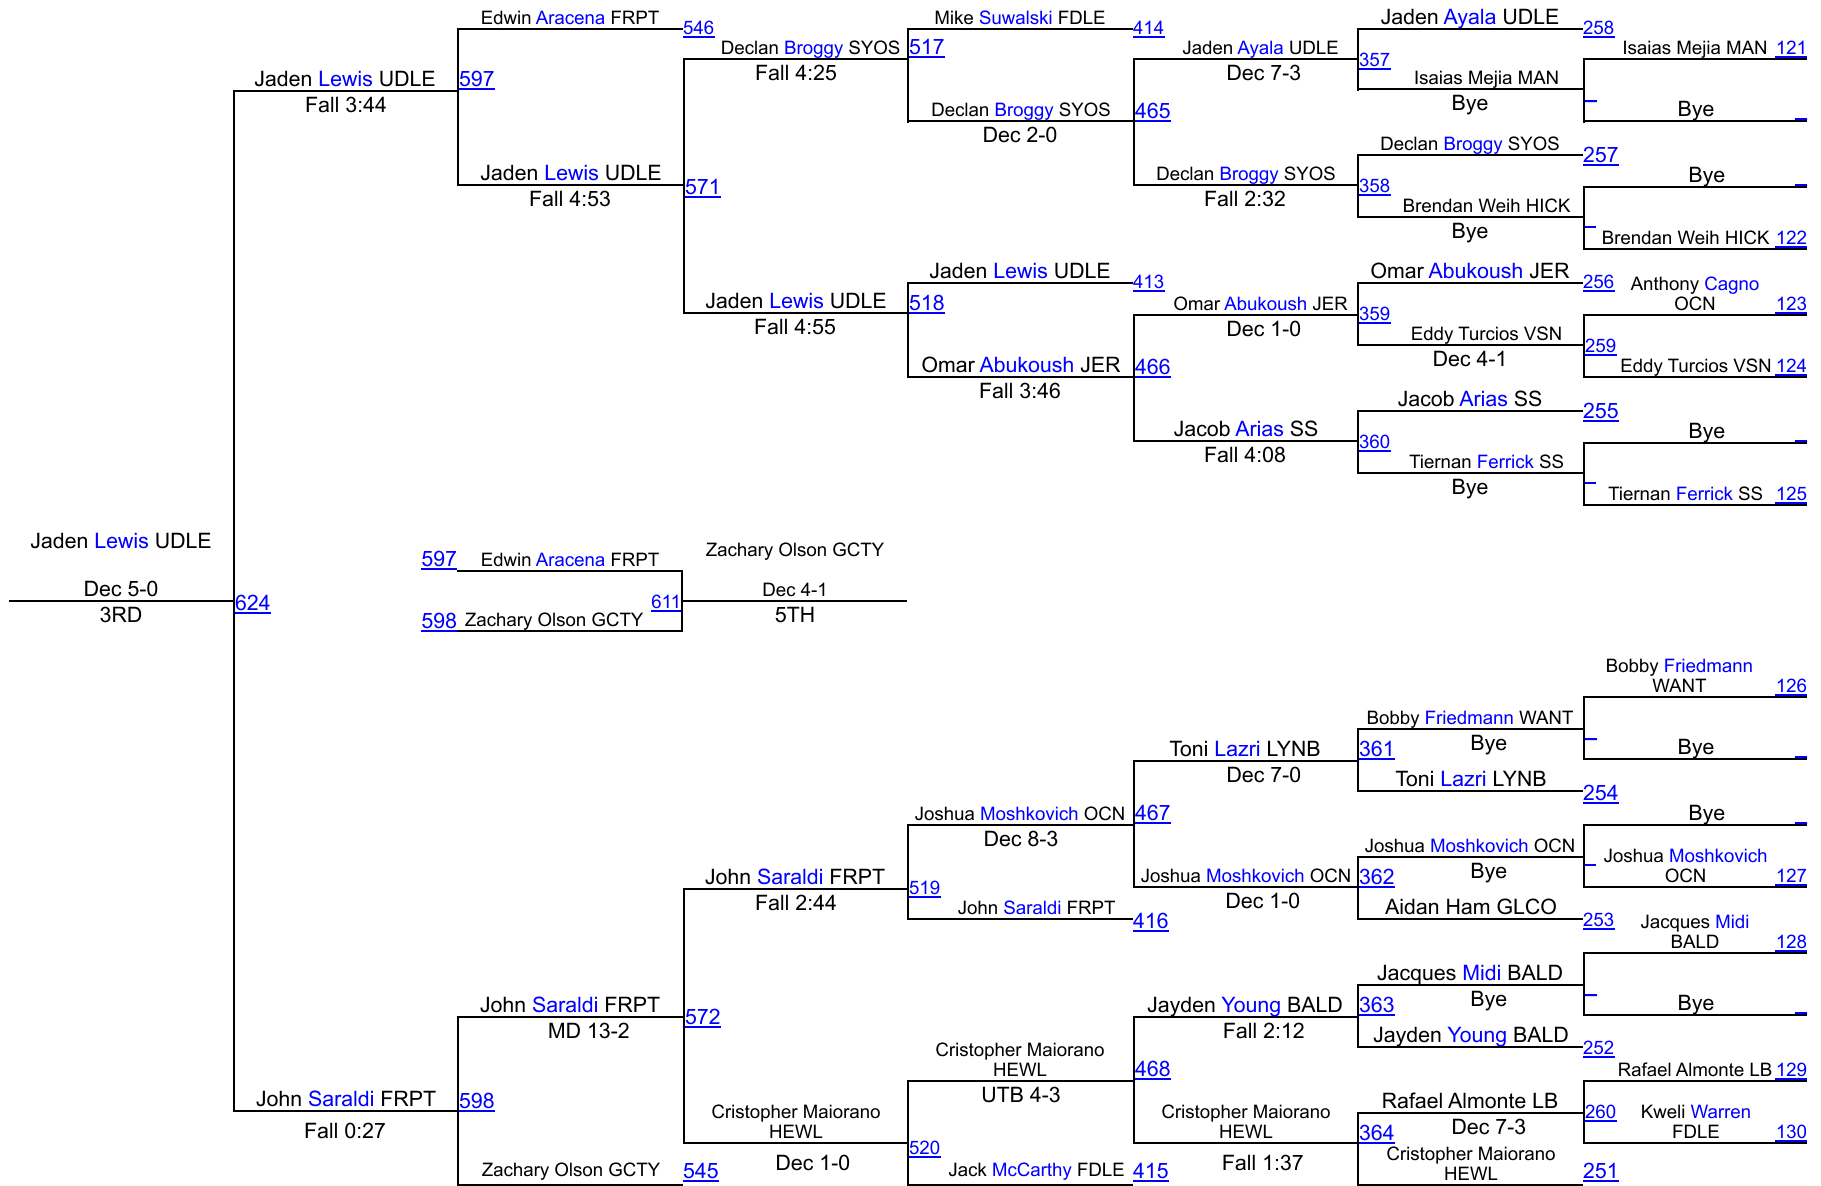 Edwin Aracena FRPT
546
Mike Suwalski FDLE
414
Jaden Ayala UDLE
258
Declan Broggy SYOS
517
Jaden Ayala UDLE
357
Isaias Mejia MAN 121
Jaden Lewis UDLE
597
Fall 4:25
Dec 7-3
Isaias Mejia MAN
Fall 3:44
Declan Broggy SYOS
465
Bye
Bye
Dec 2-0
Declan Broggy SYOS
257
Jaden Lewis UDLE
571
Declan Broggy SYOS
358
Bye
Fall 4:53
Fall 2:32
Brendan Weih HICK
Bye
Brendan Weih HICK 122
Jaden Lewis UDLE
413
Omar Abukoush JER
256
Anthony Cagno
OCN
123
Jaden Lewis UDLE
518
Omar Abukoush JER
359
Fall 4:55
Dec 1-0
Eddy Turcios VSN
259
Omar Abukoush JER
466
Dec 4-1
Eddy Turcios VSN 124
Fall 3:46
Jacob Arias SS
255
Jacob Arias SS
360
Bye
Fall 4:08
Tiernan Ferrick SS
Bye
Tiernan Ferrick SS 125
Jaden Lewis UDLE
597 Edwin Aracena FRPT
Zachary Olson GCTY
Dec 5-0
624
611
Dec 4-1
3RD
598 Zachary Olson GCTY
5TH
Bobby Friedmann
WANT
126
Bobby Friedmann WANT
Toni Lazri LYNB
361
Bye
Bye
Dec 7-0
Toni Lazri LYNB
254
Joshua Moshkovich OCN
467
Bye
Dec 8-3
Joshua Moshkovich OCN
Joshua Moshkovich
OCN
127
John Saraldi FRPT
519
Joshua Moshkovich OCN
362
Bye
Fall 2:44
John Saraldi FRPT
416
Dec 1-0
Aidan Ham GLCO
253
Jacques Midi
BALD
128
Jacques Midi BALD
John Saraldi FRPT
572
Jayden Young BALD
363
Bye
Bye
MD 13-2
Fall 2:12
Jayden Young BALD
252
Cristopher Maiorano
HEWL
468
Rafael Almonte LB 129
UTB 4-3
John Saraldi FRPT
598
Cristopher Maiorano
HEWL
Cristopher Maiorano
HEWL
Rafael Almonte LB
260
Kweli Warren
FDLE
130
Fall 0:27
520
364
Dec 7-3
Zachary Olson GCTY
545
Dec 1-0
Jack McCarthy FDLE
415
Fall 1:37
Cristopher Maiorano
HEWL
251